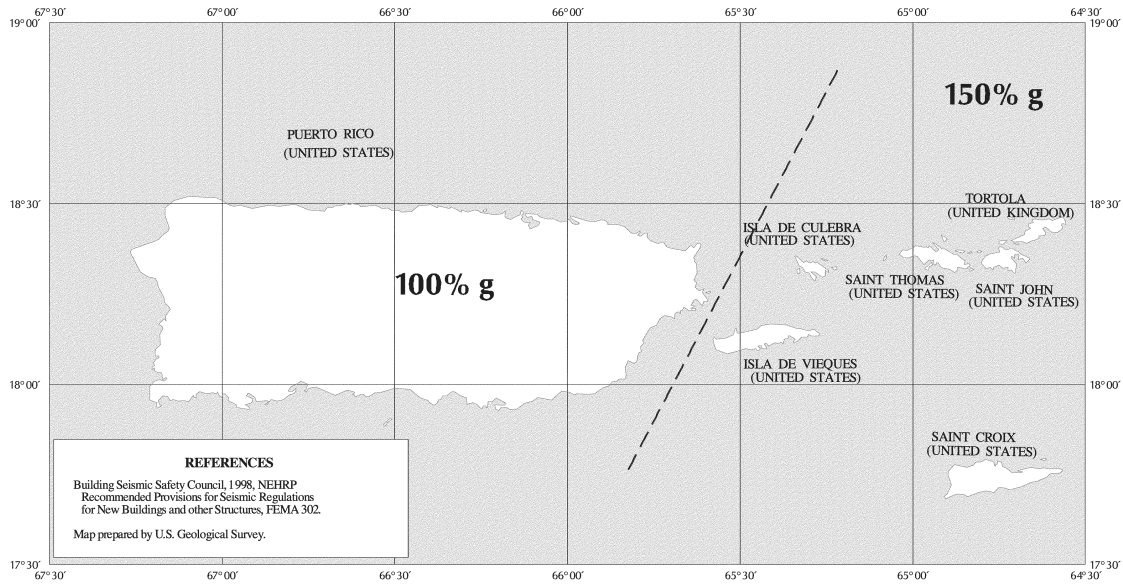 67°30′ 67°00′ 66°30′ 66°00′ 65°30′ 65°00′ 64°30′
19°00′ 19°00′
150% g
PUERTO RICO
(UNITED STATES)
18°30′ 18°30′
TORTOLA
(UNITED KINGDOM)
ISLA DE CULEBRA
(UNITED STATES)
100% g
SAINT THOMAS
(UNITED STATES)
SAINT JOHN
(UNITED STATES)
ISLA DE VIEQUES
(UNITED STATES)
18°00′ 18°00′
SAINT CROIX
(UNITED STATES)
REFERENCES
Building Seismic Safety Council, 1998, NEHRP
Recommended Provisions for Seismic Regulations
for New Buildings and other Structures, FEMA 302.
Map prepared by U.S. Geological Survey.
17°30′ 17°30′
67°30′ 67°00′ 66°30′ 66°00′ 65°30′ 65°00′ 64°30′